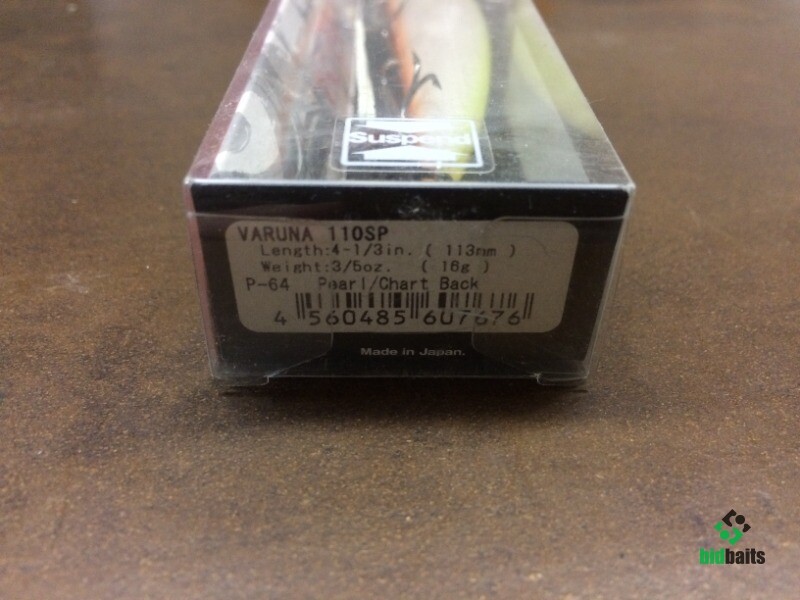 Suspend
VARUNA 110SP
Length:4-1/3in. ( 113mm )
Weight:3/5oz. ( 16g )
P-64 Pearl/Chart Back
4 560485 607676
Made in Japan.
bidbaits